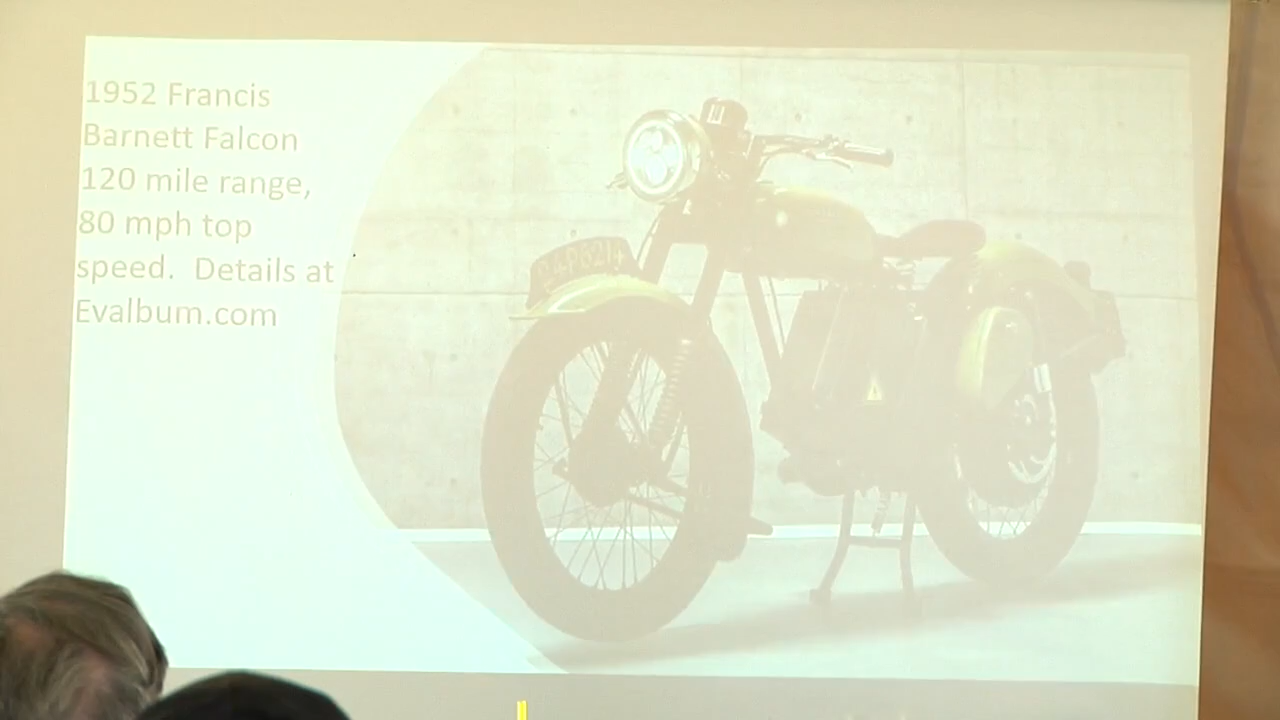 1952 Francis
Barnett Falcon
120 mile range,
80 mph top
speed. Details at
Evalbum.com